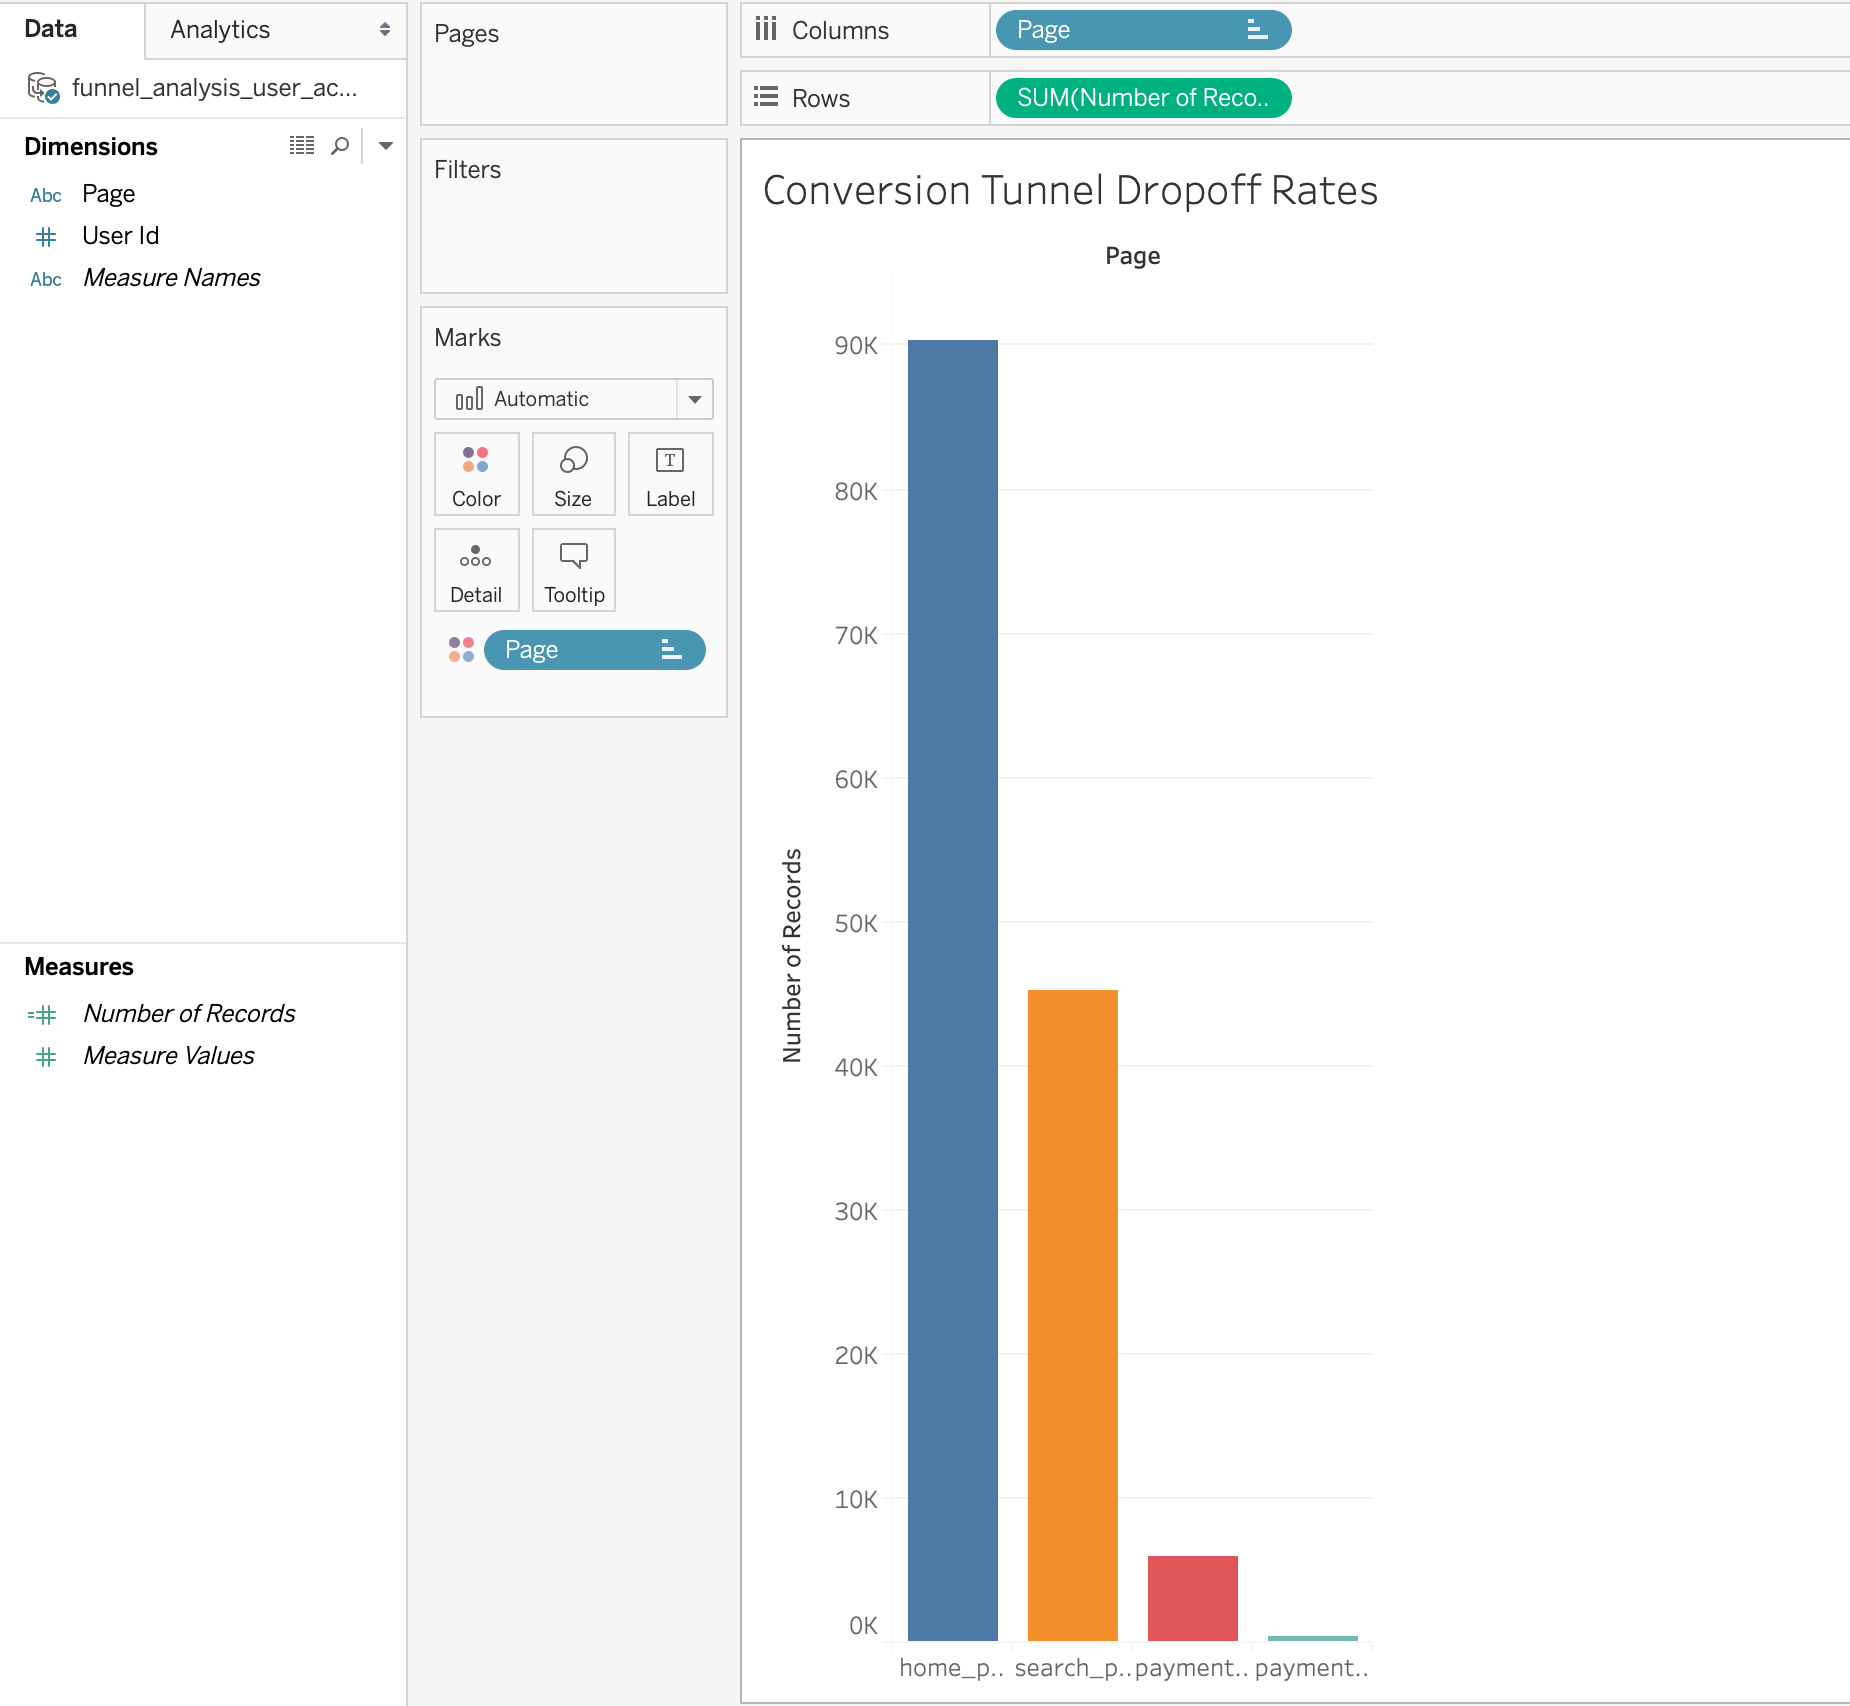 Data
Analytics
funnel_analysis_user_ac...
Dimensions
Abc Page
User Id
Abc Measure Names
Measures
Number of Records
Measure Values
Pages
Filters
Marks
Automatic
Color
Size
T
Label
Detail
Tooltip
Page
Columns
Page
Rows
SUM(Number of Reco..
Conversion Tunnel Dropoff Rates
Page
Number of Records
90K
80K
70K
60K
50K
40K
30K
20K
10K
0K
home_p.. search_p.. payment.. payment..